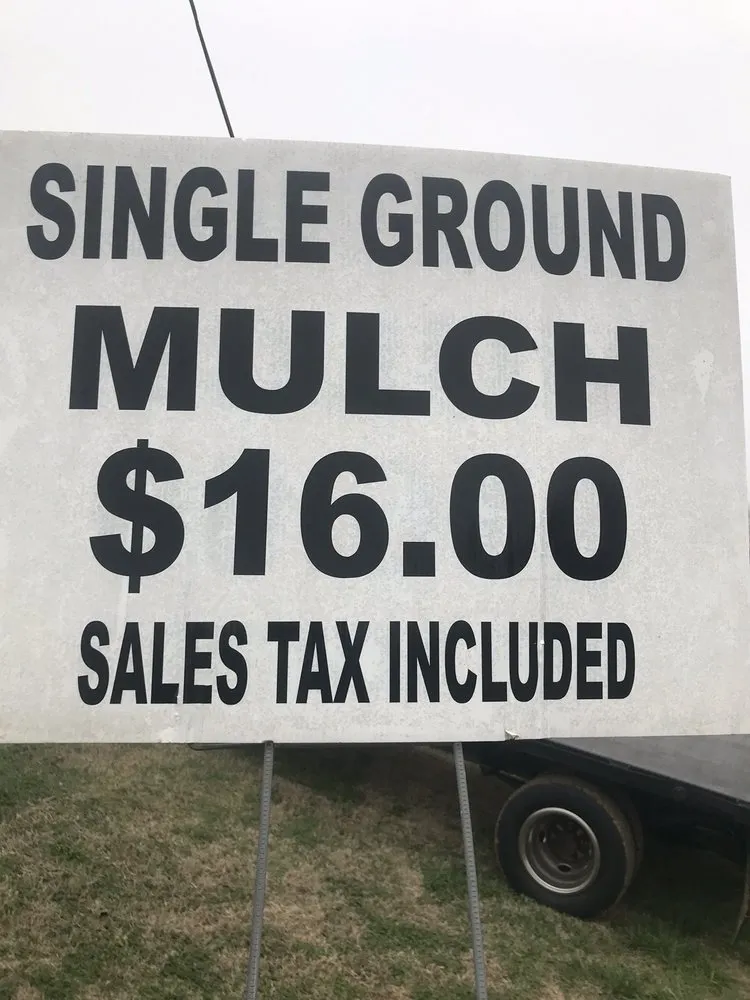 SINGLE GROUND
MULCH
$16.00
SALES TAX INCLUDED